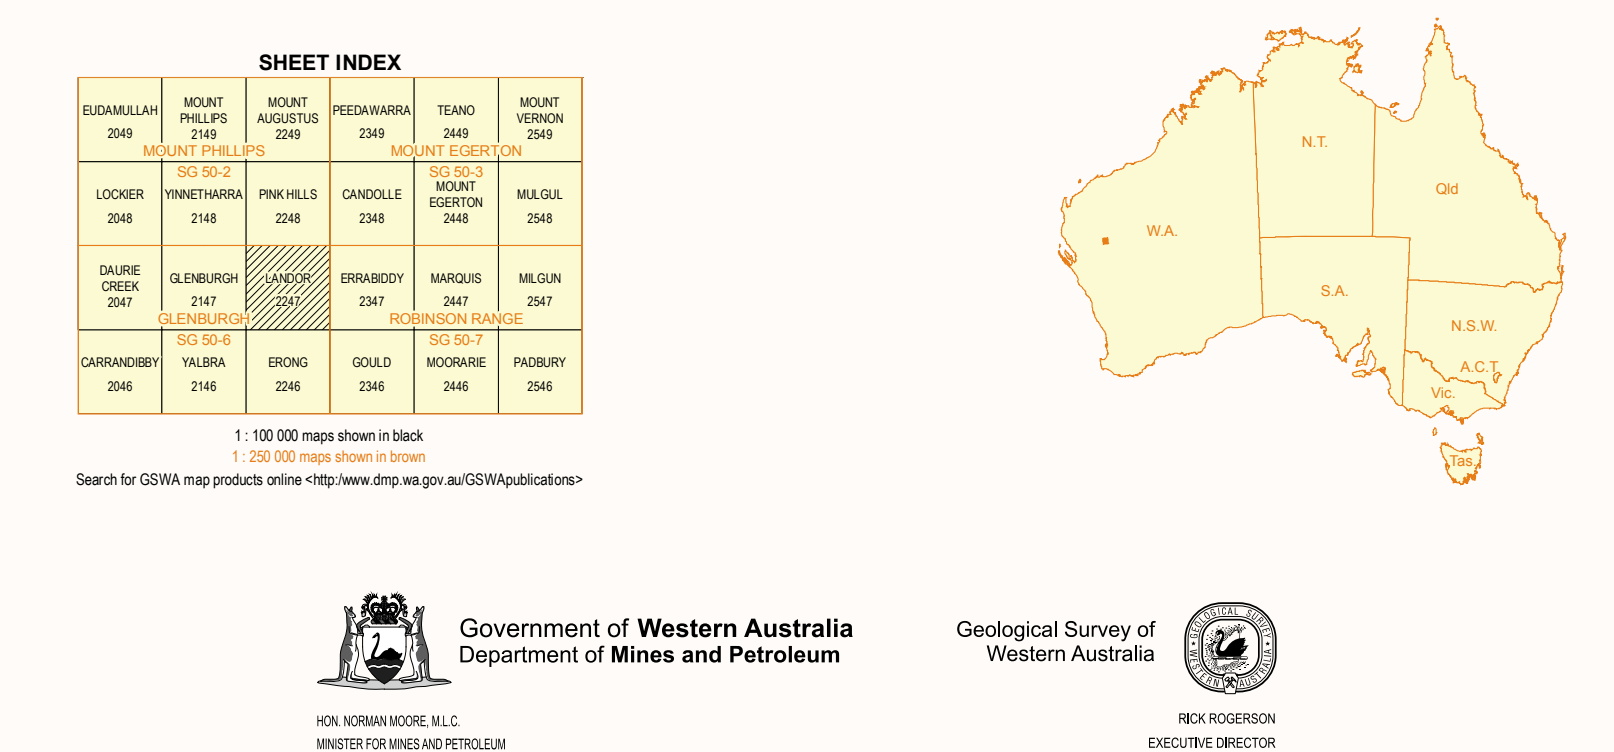 SHEET INDEX
EUDAMULLAH
2049
MOUNT
PHILLIPS
2149
MOUNT
AUGUSTUS
2249
PEEDAWARRA
2349
TEANO
2449
MOUNT
VERNON
2549
MOUNT PHILLIPS
MOUNT EGERTON
SG 50-2
SG 50-3
LOCKIER
2048
YINNETHARRA
2148
PINK HILLS
2248
CANDOLLE
2348
MOUNT
EGERTON
2448
MULGUL
2548
DAURIE
CREEK
2047
GLENBURGH
2147
LANDOR
2247
ERRABIDDY
2347
MARQUIS
2447
MILGUN
2547
GLENBURGH
ROBINSON RANGE
SG 50-6
SG 50-7
CARRANDIBBY
2046
YALBRA
2146
ERONG
2246
GOULD
2346
MOORARIE
2446
PADBURY
2546
1 : 100 000 maps shown in black
1 : 250 000 maps shown in brown
Search for GSWA map products online <http:/www.dmp.wa.gov.au/GSWApublications>
N.T.
Qld
W.A.
S.A.
N.S.W.
A.C.T.
Vic.
Tas.
Government of Western Australia
Department of Mines and Petroleum
HON. NORMAN MOORE, M.L.C.
MINISTER FOR MINES AND PETROLEUM
Geological Survey of
Western Australia
GEOLOGICAL SURVEY
WESTERN AUSTRALIA
RICK ROGERSON
EXECUTIVE DIRECTOR